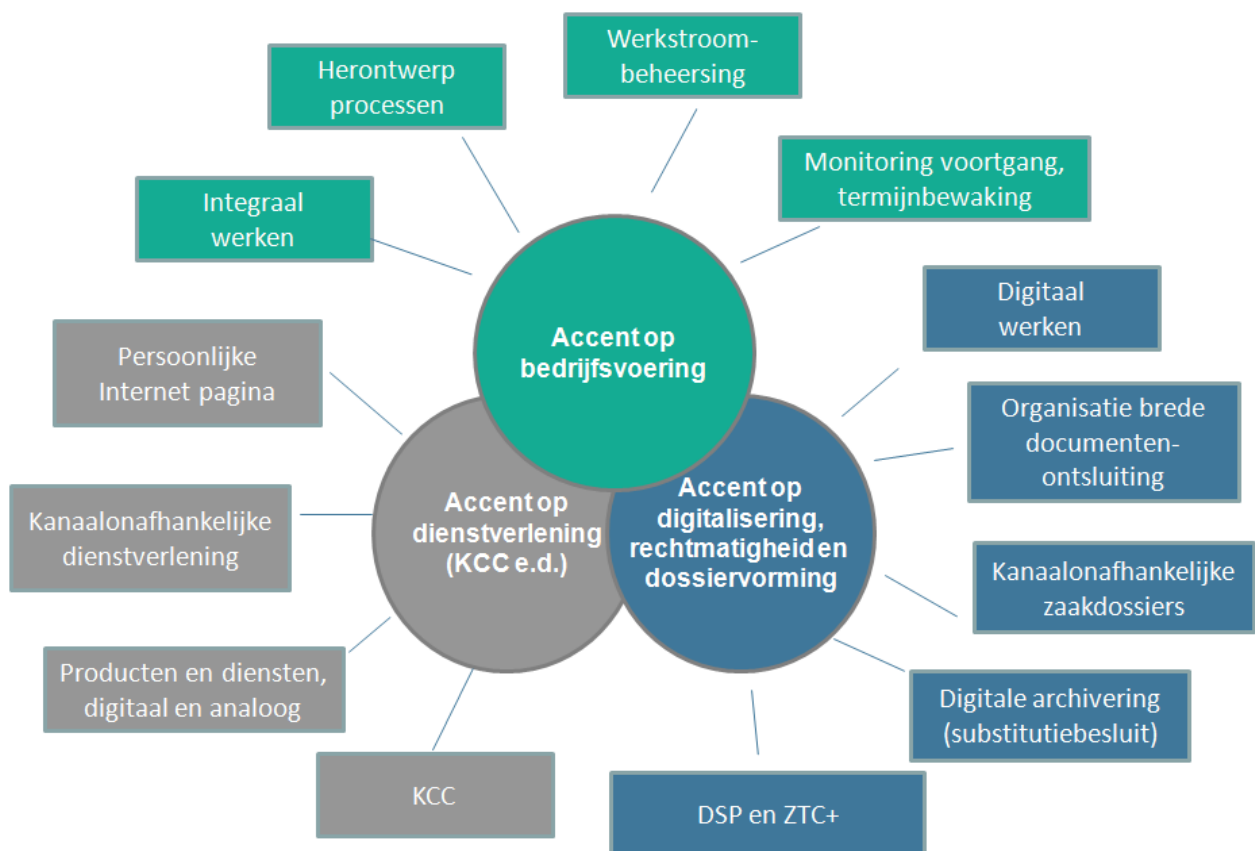 Werkstroom-
beheersing
Herontwerp
processen
Monitoring voortgang,
termijnbewaking
Integraal
werken
Digitaal
werken
Persoonlijke
Internet pagina
Accent op
bedrijfsvoering
Organisatie brede
documenten-
ontsluiting
Kanaalonafhankelijke
dienstverlening
Accent op
dienstverlening
(KCC e.d.)
Accent op
digitalisering,
rechtmatigheid en
dossiervorming
Kanaalonafhankelijke
zaakdossiers
Producten en diensten,
digitaal en analoog
Digitale archivering
(substitutiebesluit)
KCC
DSP en ZTC+